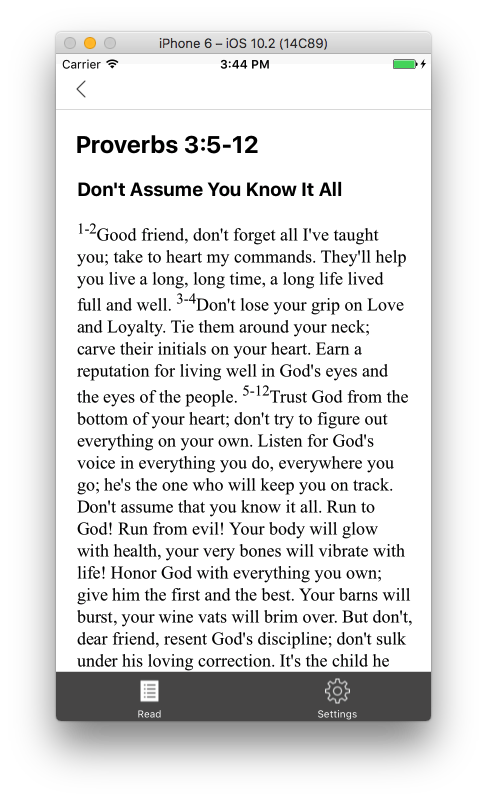 iPhone 6 – iOS 10.2 (14C89)
Carrier 3:44 PM
Proverbs 3:5-12
Don't Assume You Know It All
1-2Good friend, don't forget all I've taught
you; take to heart my commands. They'll help
you live a long, long time, a long life lived
full and well. 3-4Don't lose your grip on Love
and Loyalty. Tie them around your neck;
carve their initials on your heart. Earn a
reputation for living well in God's eyes and
the eyes of the people. 5-12Trust God from the
bottom of your heart; don't try to figure out
everything on your own. Listen for God's
voice in everything you do, everywhere you
go; he's the one who will keep you on track.
Don't assume that you know it all. Run to
God! Run from evil! Your body will glow
with health, your very bones will vibrate with
life! Honor God with everything you own;
give him the first and the best. Your barns will
burst, your wine vats will brim over. But don't,
dear friend, resent God's discipline; don't sulk
under his loving correction. It's the child he
Read Settings